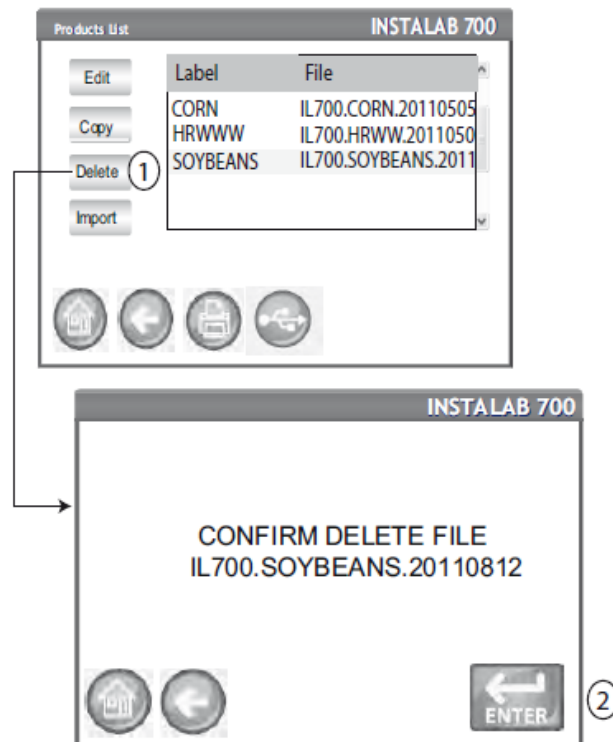 Products List INSTALAB 700
Edit
Copy
Delete 1
Import
Label File
CORN IL700.CORN.20110505
HRWWW IL700.HRWW.2011050
SOYBEANS IL700.SOYBEANS.2011
INSTALAB 700
CONFIRM DELETE FILE
IL700.SOYBEANS.20110812
ENTER 2